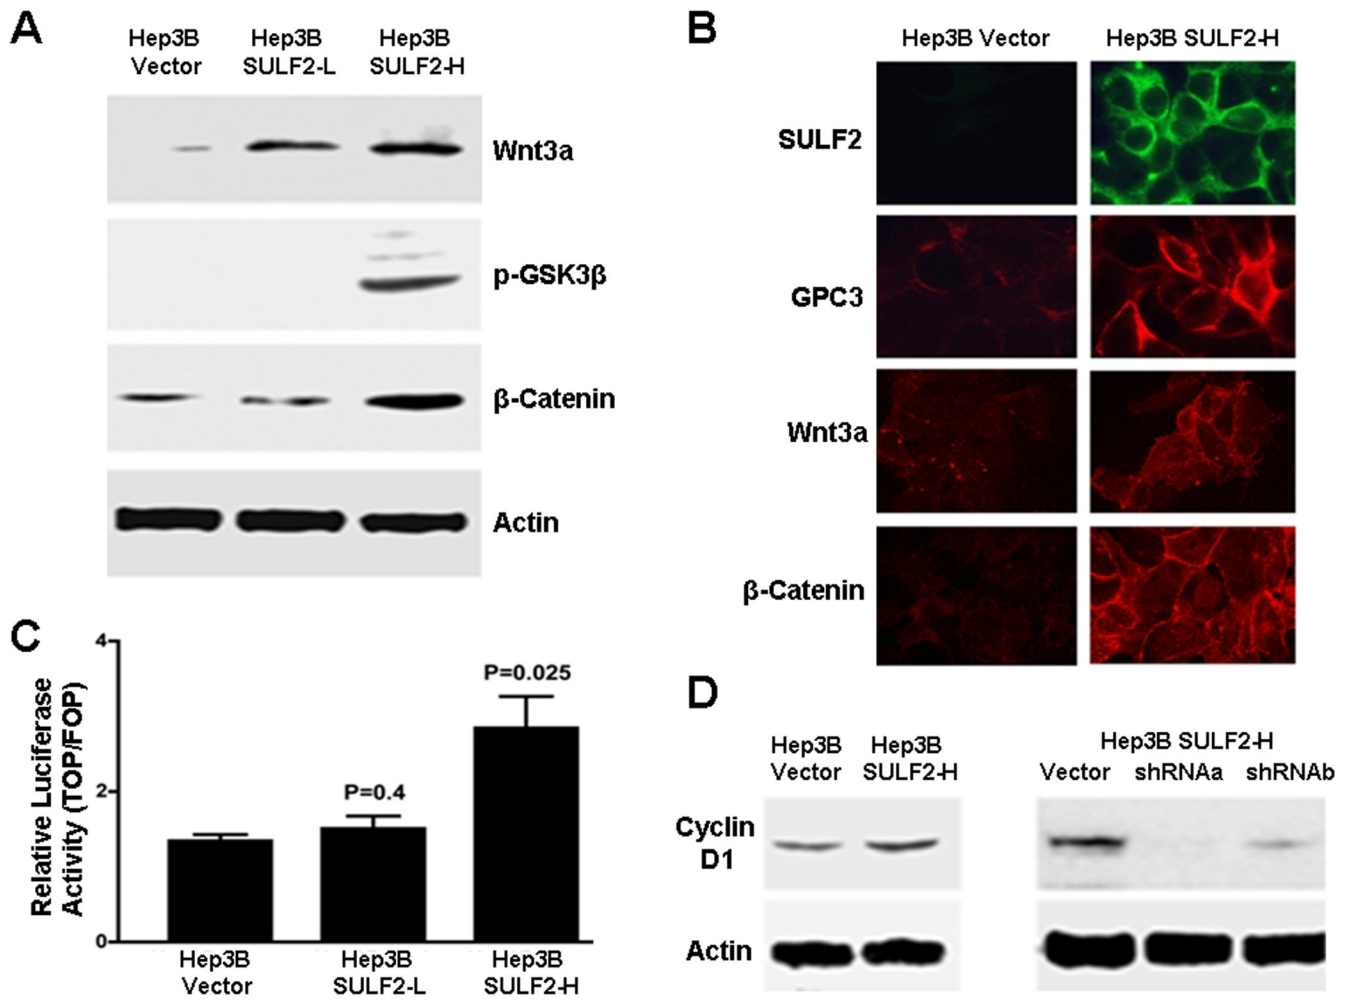 A
Hep3B Vector
Hep3B SULF2-L
Hep3B SULF2-H
Wnt3a
p-GSK3β
β-Catenin
Actin
B
Hep3B Vector
Hep3B SULF2-H
SULF2
GPC3
Wnt3a
β-Catenin
C
Relative Luciferase
Activity (TOP/FOP)
4
2
0
P=0.4
P=0.025
Hep3B Vector
Hep3B SULF2-L
Hep3B SULF2-H
D
Hep3B Vector
Hep3B SULF2-H
Hep3B SULF2-H
Vector shRNAa shRNAb
Cyclin
D1
Actin